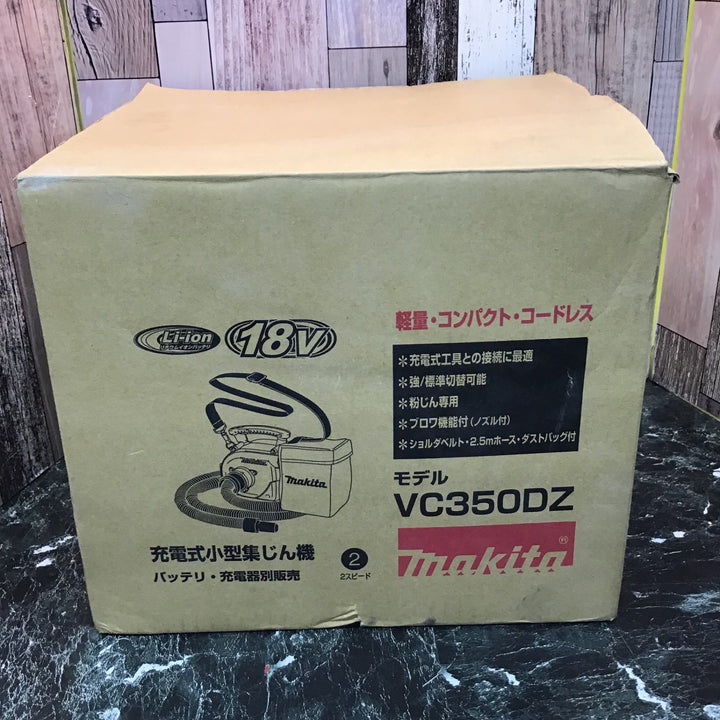 Li-ion
リチウムイオンバッテリ
18V
軽量・コンパクト・コードレス
＊充電式工具との接続に最適
＊強/標準切替可能
＊粉じん専用
＊ブロワ機能付(ノズル付)
＊ショルダベルト・2.5mホース・ダストバッグ付
makita
モデル
VC350DZ
makita®
充電式小型集じん機
バッテリ・充電器別販売
2
2スピード